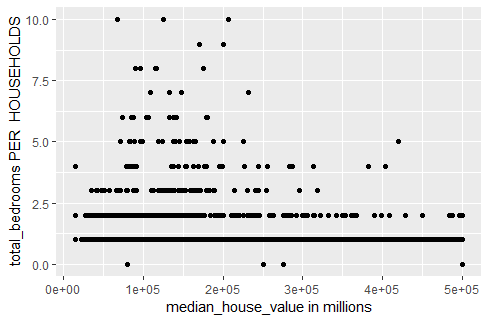 total_bedrooms PER HOUSEHOLDS
10.0
7.5
5.0
2.5
0.0
0e+00 1e+05 2e+05 3e+05 4e+05 5e+05
median_house_value in millions